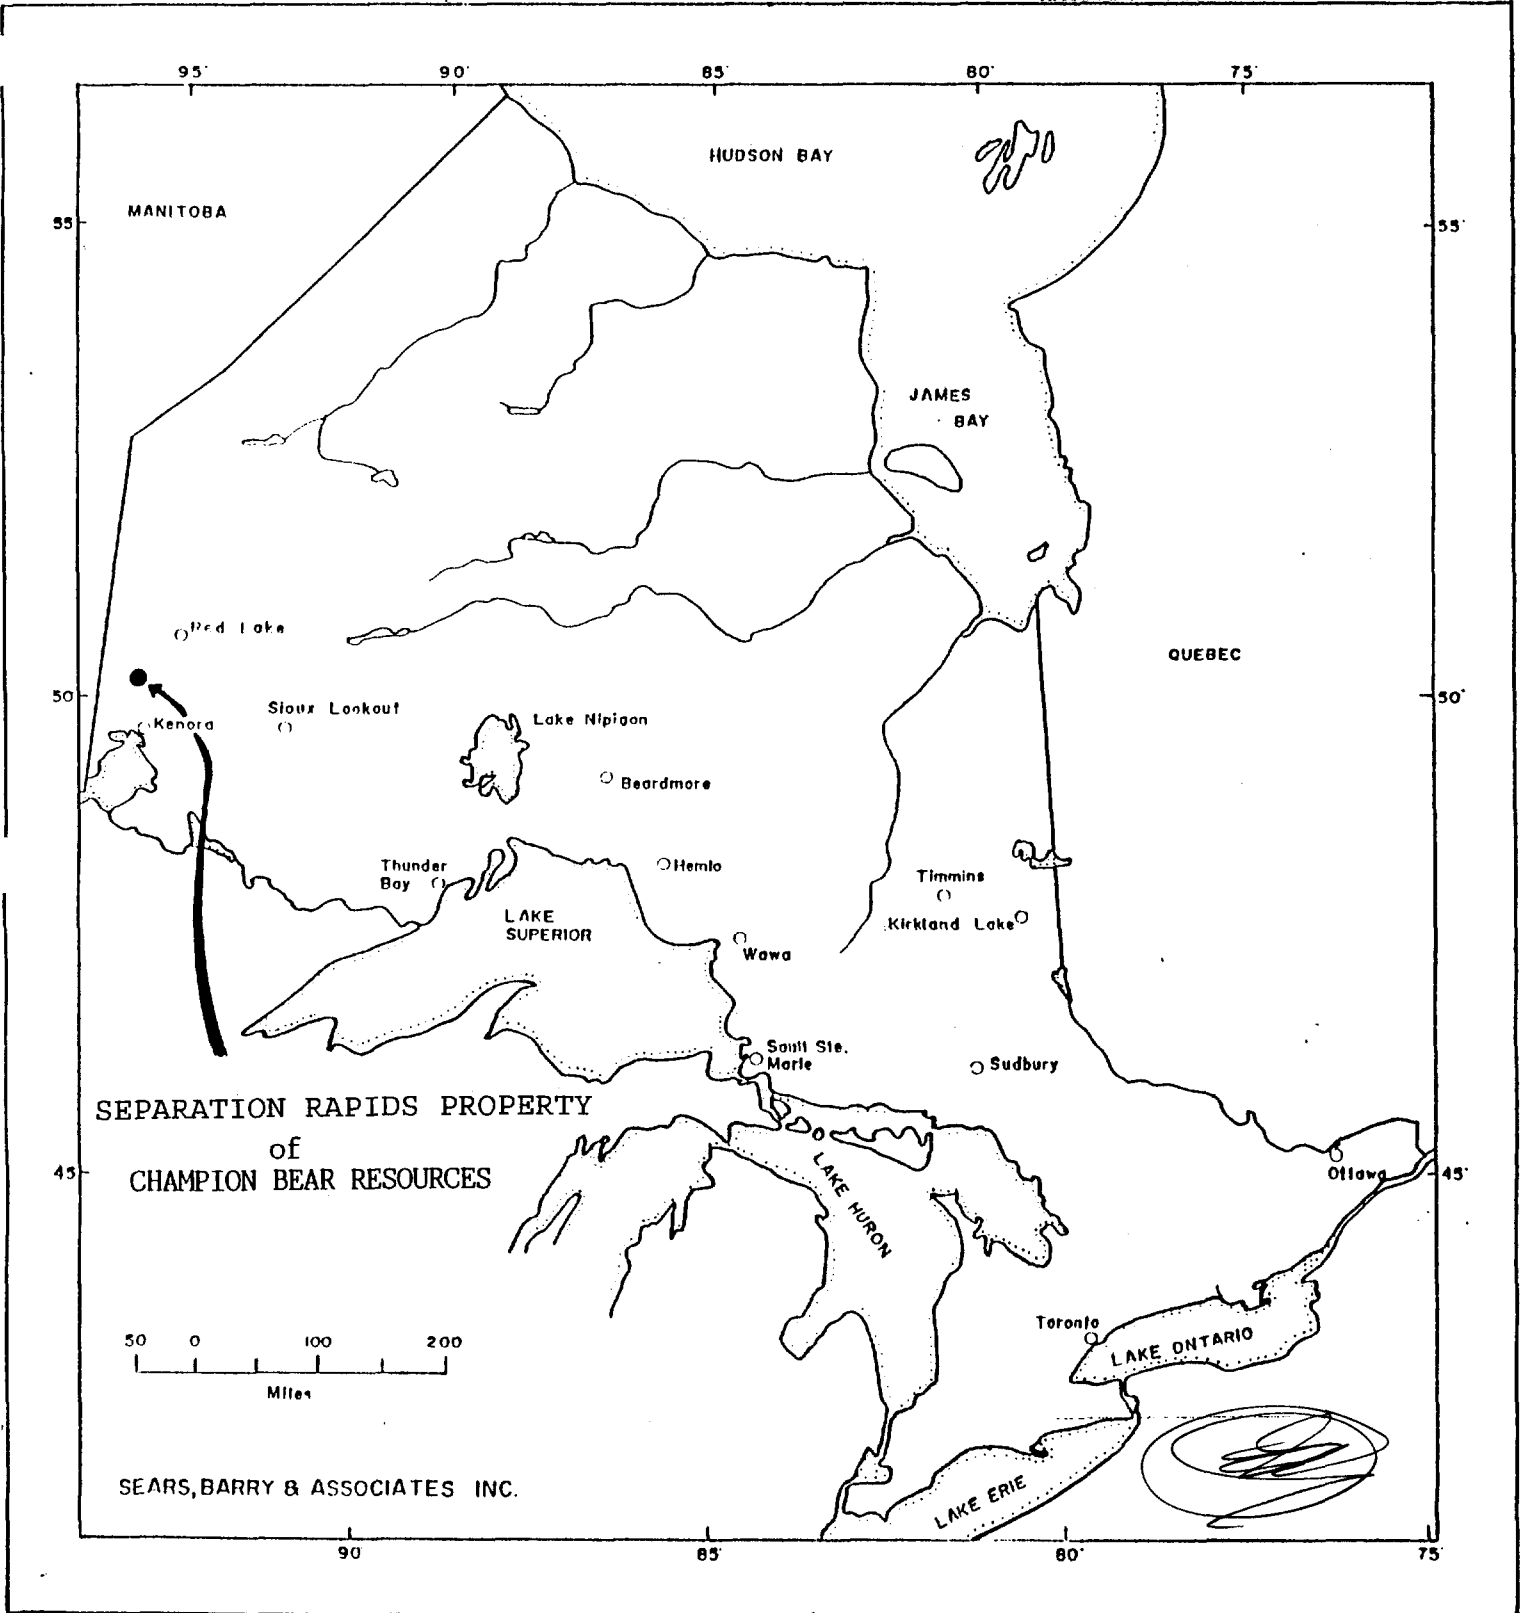 95° 90° 85° 80° 75°
HUDSON BAY
MANITOBA
55° 55°
JAMES
BAY
Red Lake
QUEBEC
50° 50°
Sioux Lookout
Kenora
Lake Nipigon
Beardmore
Thunder
Bay
Hemlo
Timmins
LAKE
SUPERIOR
Kirkland Lake
Wawa
Sault Ste.
Marie
Sudbury
SEPARATION RAPIDS PROPERTY
of
CHAMPION BEAR RESOURCES
45° 45°
Ottawa
LAKE HURON
Toronto
LAKE ONTARIO
50 0 100 200
Miles
LAKE ERIE
SEARS, BARRY & ASSOCIATES INC.
90° 85° 80° 75°